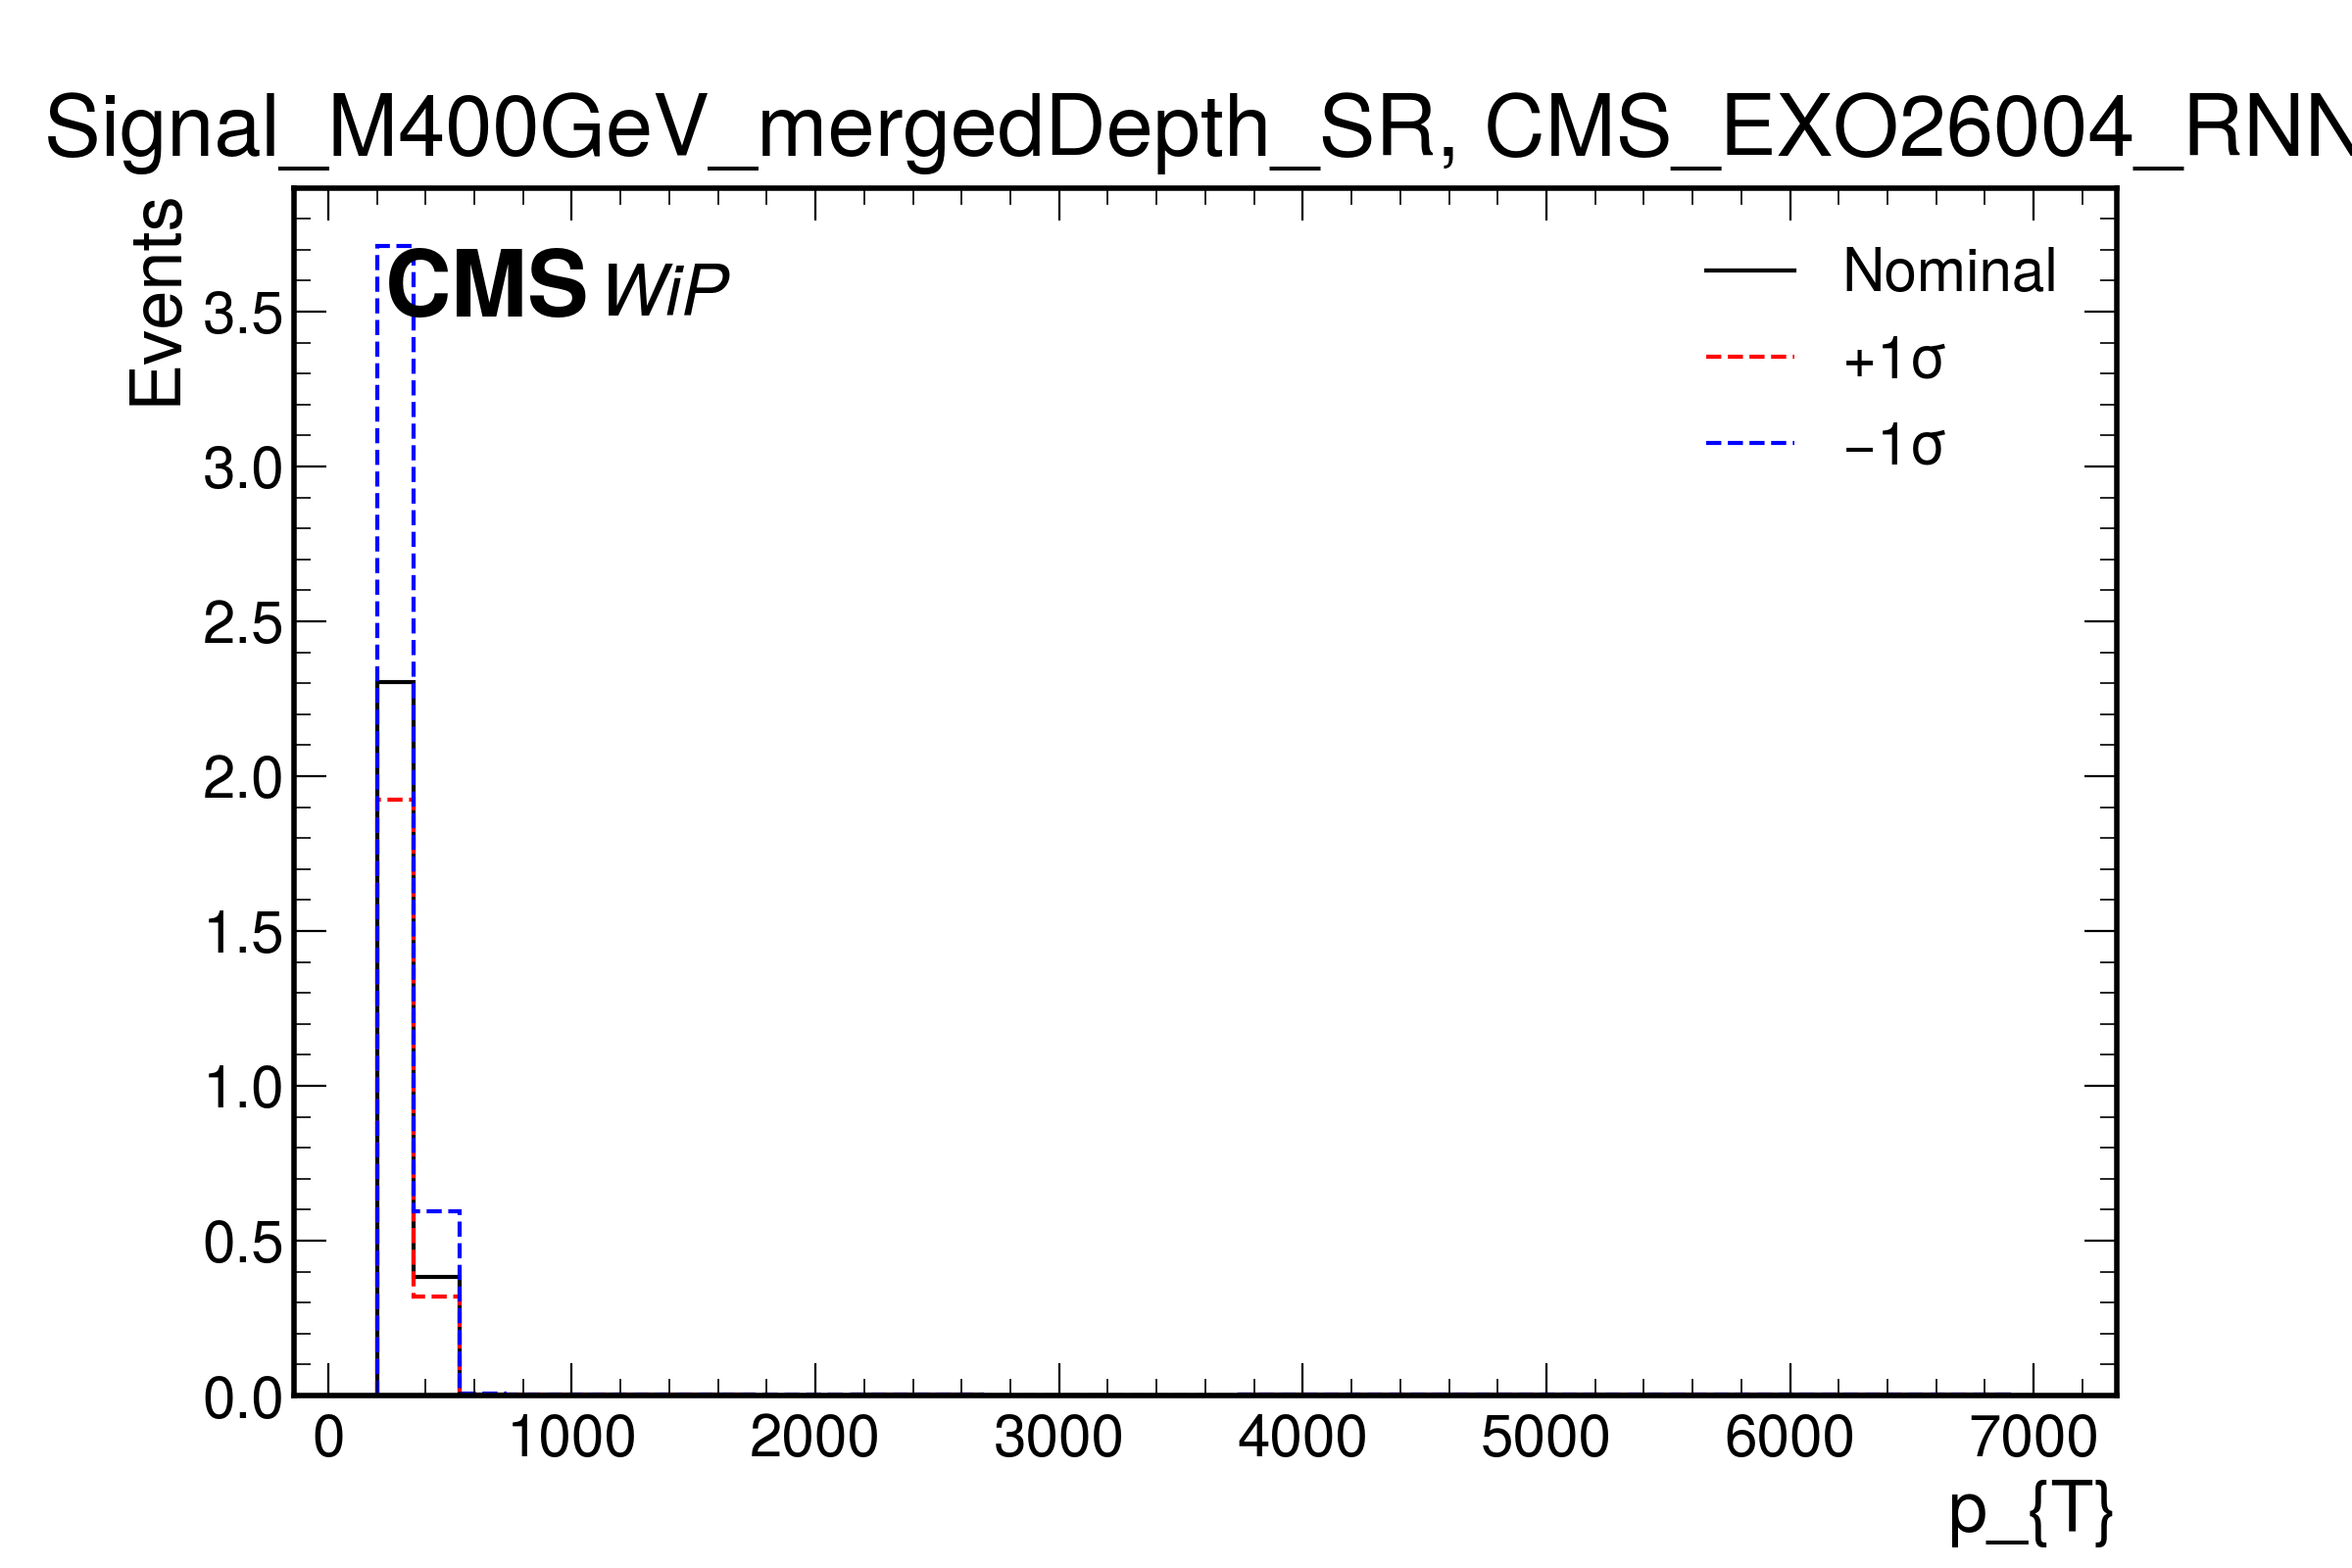 Signal_M400GeV_mergedDepth_SR, CMS_EXO26004_RNN
Events
CMS WiP
Nominal
+1σ
−1σ
3.5
3.0
2.5
2.0
1.5
1.0
0.5
0.0
0 1000 2000 3000 4000 5000 6000 7000
p_{T}